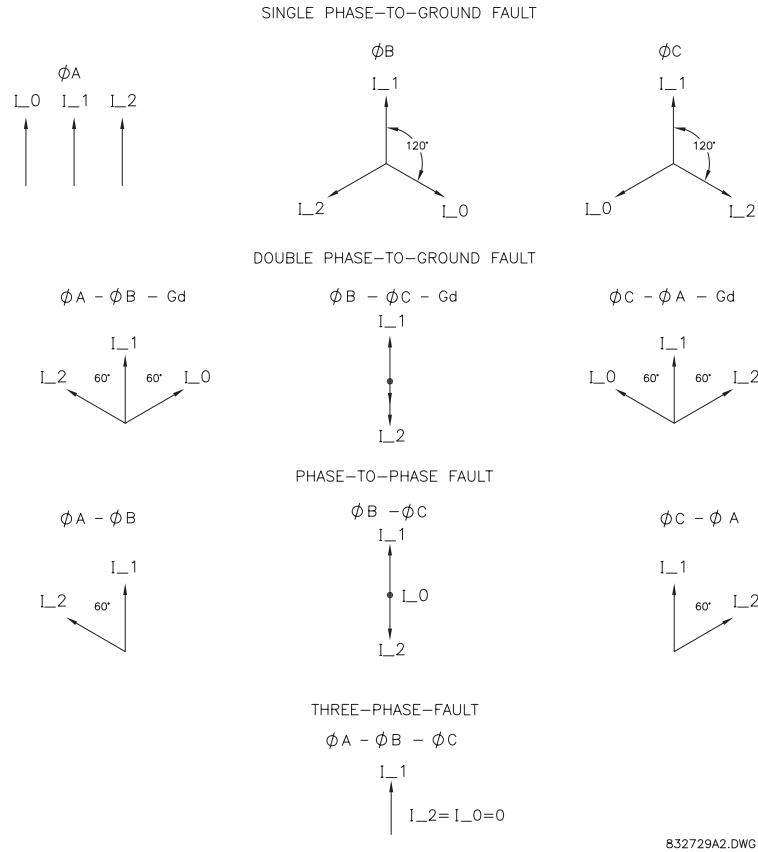 SINGLE PHASE-TO-GROUND FAULT
ϕA
I_0 I_1 I_2
ϕB
I_1
120°
I_2
I_0
ϕC
I_1
120°
I_0
I_2
DOUBLE PHASE-TO-GROUND FAULT
ϕA - ϕB - Gd
I_1
I_2 60° 60° I_0
ϕB - ϕC - Gd
I_1
I_2
ϕC - ϕA - Gd
I_1
I_0 60° 60° I_2
PHASE-TO-PHASE FAULT
ϕA - ϕB
I_1
I_2 60°
ϕB -ϕC
I_1
I_0
I_2
ϕC - ϕ A
I_1
60° I_2
THREE-PHASE-FAULT
ϕA - ϕB - ϕC
I_1
I_2= I_0=0
832729A2.DWG